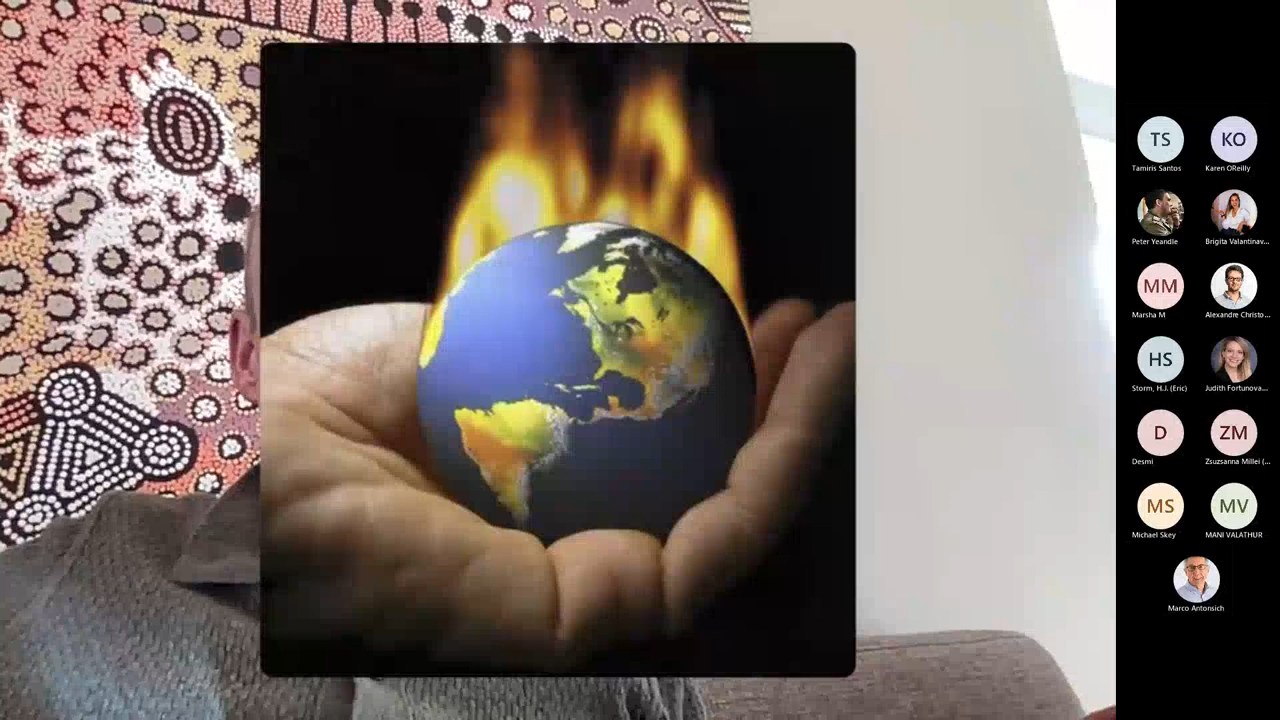 TS
KO
Tamiris Santos
Karen OReilly
Peter Yeandle
Brigita Valantinav...
MM
Marsha M
Alexandre Christo...
HS
Storm, H.J. (Eric)
Judith Fortunova...
D
ZM
Desmi
Zsuzsanna Millei (...
MS
MV
Michael Skey
MANI VALATHUR
Marco Antonsich